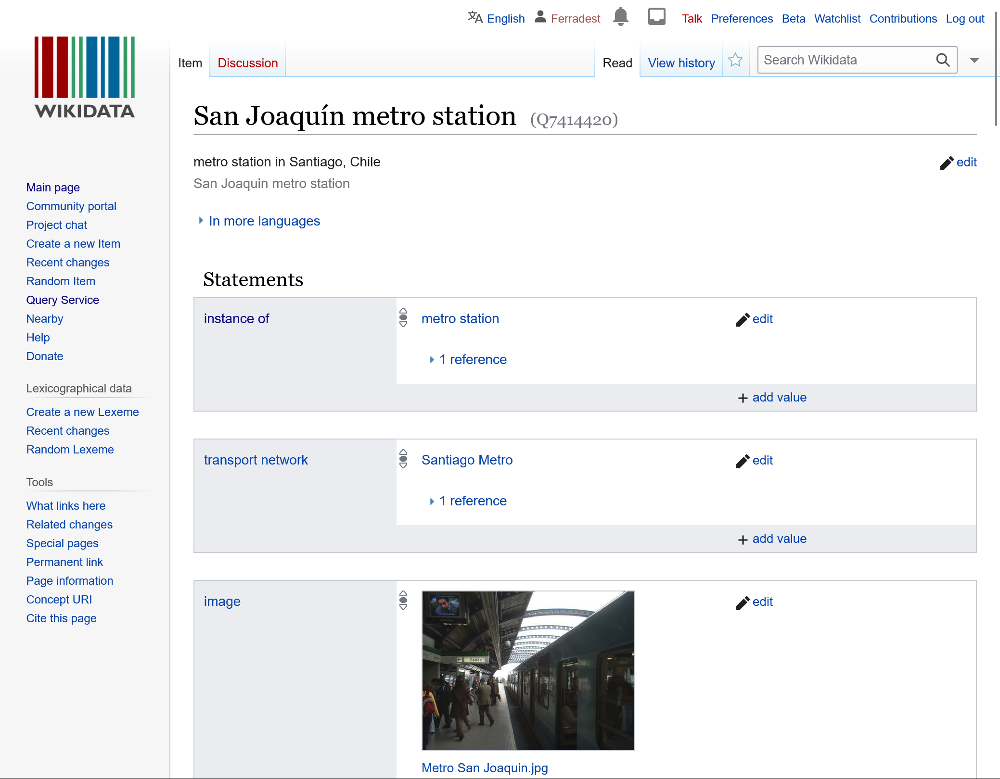 English Ferradest Talk Preferences Beta Watchlist Contributions Log out
WIKIDATA
Item Discussion Read View history Search Wikidata
San Joaquín metro station (Q7414420)
metro station in Santiago, Chile edit
San Joaquin metro station
In more languages
Main page
Community portal
Project chat
Create a new Item
Recent changes
Random Item
Query Service
Nearby
Help
Donate
Lexicographical data
Create a new Lexeme
Recent changes
Random Lexeme
Tools
What links here
Related changes
Special pages
Permanent link
Page information
Concept URI
Cite this page
Statements
instance of metro station edit
1 reference
add value
transport network Santiago Metro edit
1 reference
add value
image edit
SAMSUNG
Salida
Metro San Joaquin.jpg